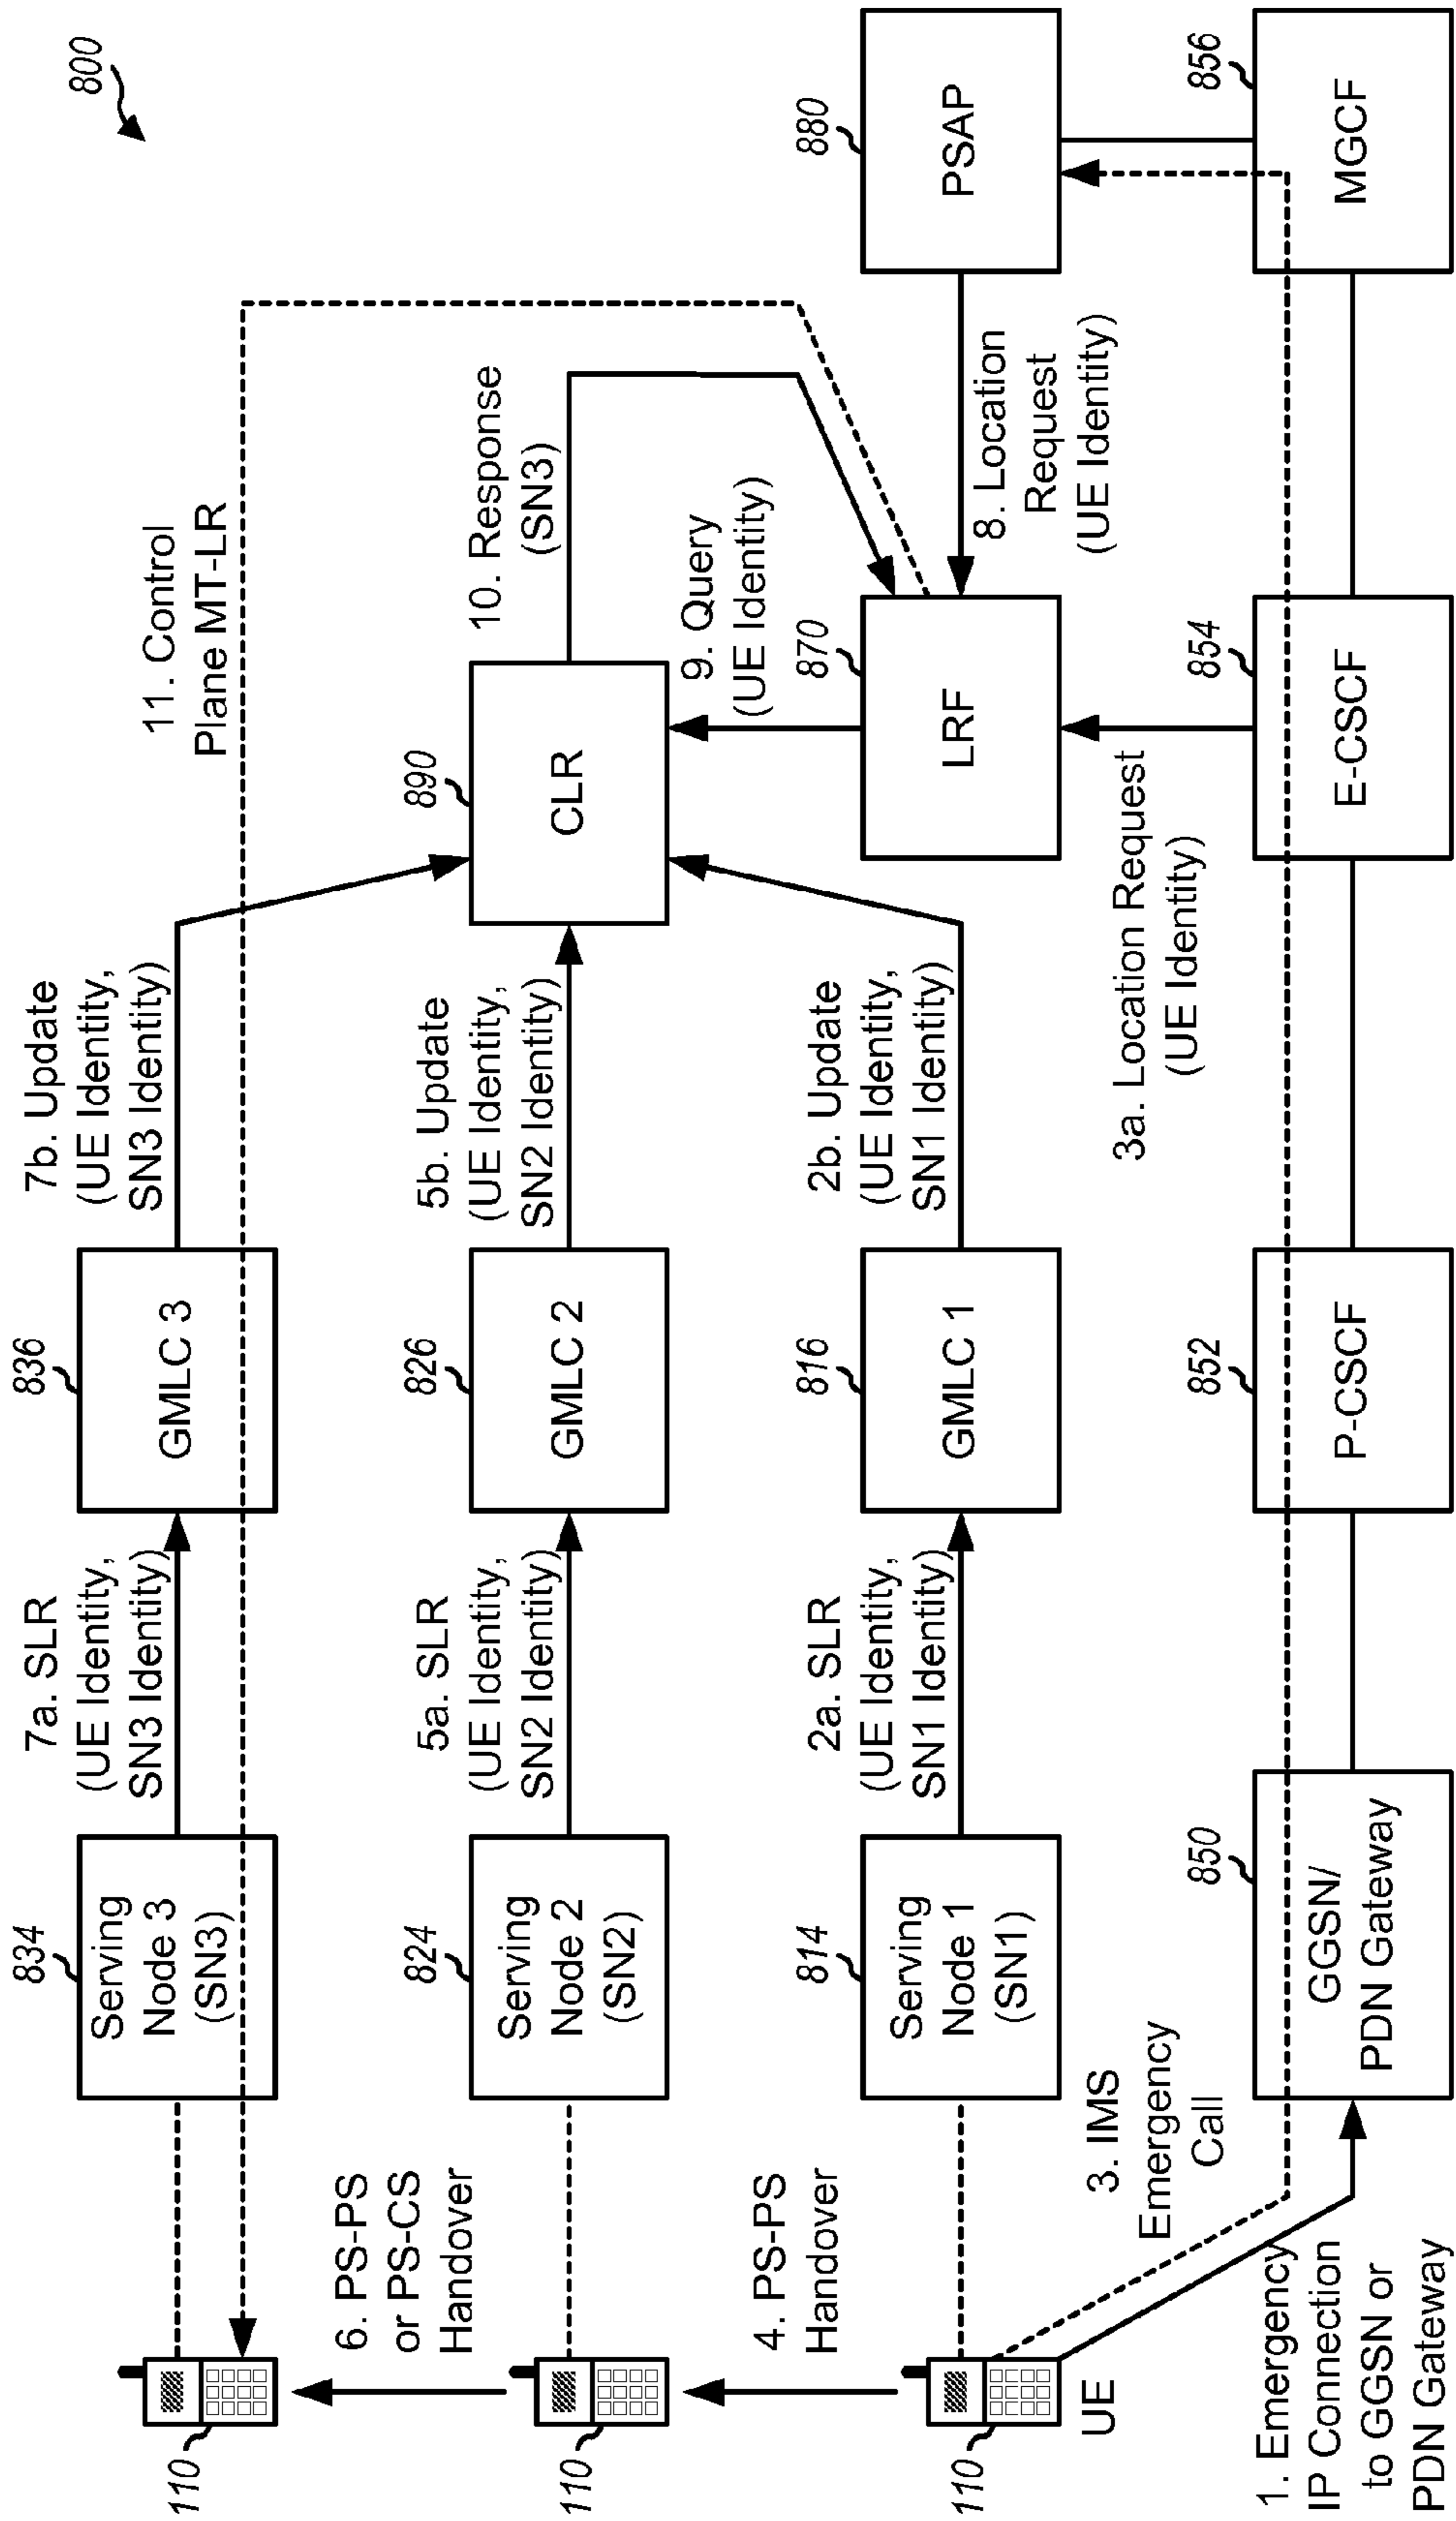 800
834
Serving
Node 3
(SN3)
7a. SLR
(UE Identity,
SN3 Identity)
836
GMLC 3
7b. Update
(UE Identity,
SN3 Identity)
11. Control
Plane MT-LR
110
6. PS-PS
or PS-CS
Handover
824
Serving
Node 2
(SN2)
5a. SLR
(UE Identity,
SN2 Identity)
826
GMLC 2
5b. Update
(UE Identity,
SN2 Identity)
890
CLR
10. Response
(SN3)
110
4. PS-PS
Handover
9. Query
(UE Identity)
814
Serving
Node 1
(SN1)
2a. SLR
(UE Identity,
SN1 Identity)
816
GMLC 1
2b. Update
(UE Identity,
SN1 Identity)
870
LRF
880
PSAP
8. Location
Request
(UE Identity)
110
UE
3. IMS
Emergency
Call
3a. Location Request
(UE Identity)
1. Emergency
IP Connection
to GGSN or
PDN Gateway
850
GGSN/
PDN Gateway
852
P-CSCF
854
E-CSCF
856
MGCF